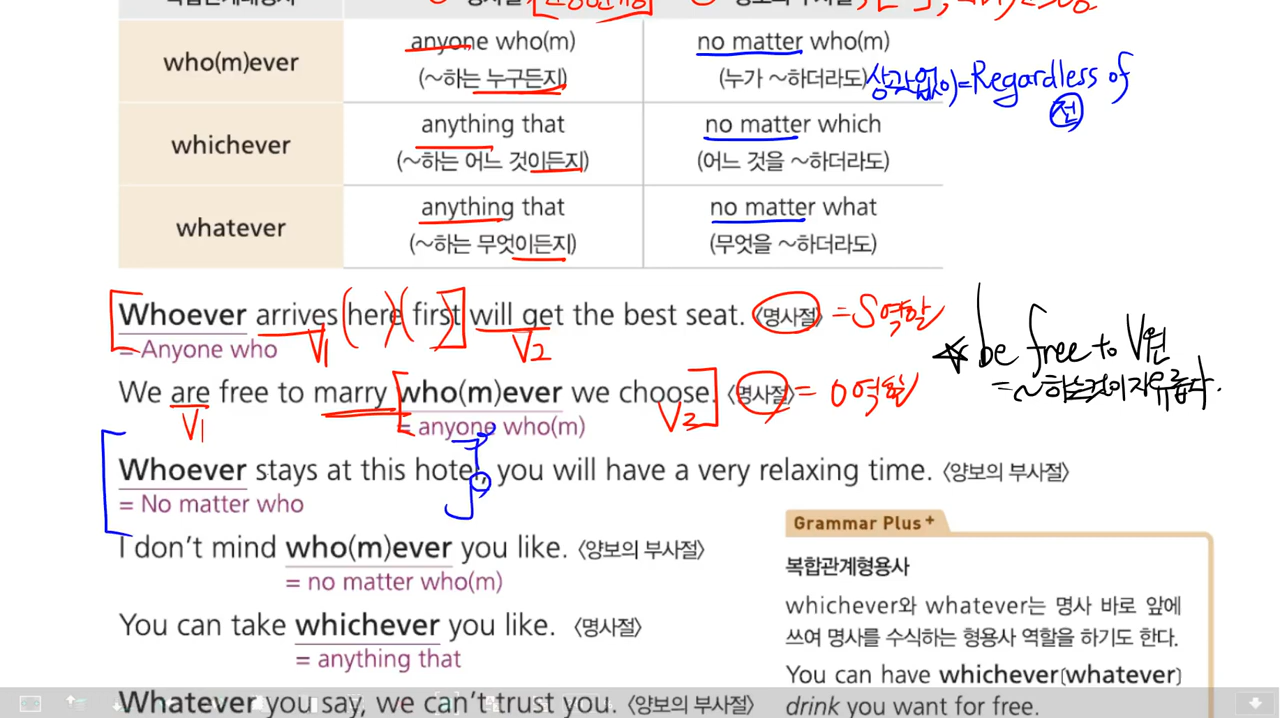 who(m)ever
anyone who(m)
(~하는 누구든지)
no matter who(m)
(누가 ~하더라도)
상관없이=Regardless of
전
whichever
anything that
(~하는 어느 것이든지)
no matter which
(어느 것을 ~하더라도)
whatever
anything that
(~하는 무엇이든지)
no matter what
(무엇을 ~하더라도)
Whoever arrives here first will get the best seat. 〈명사절〉 = S역할
= Anyone who
V1
V2
be free to V원
= ~하는것이 자유롭다.
We are free to marry who(m)ever we choose. 〈명사절〉 = O역할
= anyone who(m)
V1
V2
Whoever stays at this hotel, you will have a very relaxing time. 〈양보의 부사절〉
= No matter who
I don't mind who(m)ever you like. 〈양보의 부사절〉
= no matter who(m)
You can take whichever you like. 〈명사절〉
= anything that
Whatever you say, we can't trust you. 〈양보의 부사절〉
Grammar Plus+
복합관계형용사
whichever와 whatever는 명사 바로 앞에
쓰여 명사를 수식하는 형용사 역할을 하기도 한다.
You can have whichever(whatever)
drink you want for free.